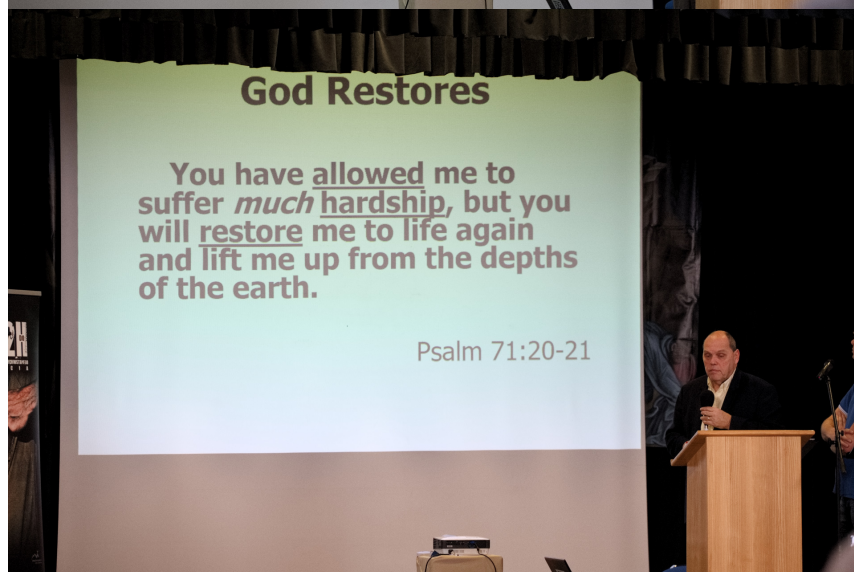 God Restores
You have allowed me to
suffer much hardship, but you
will restore me to life again
and lift me up from the depths
of the earth.
Psalm 71:20-21
2H